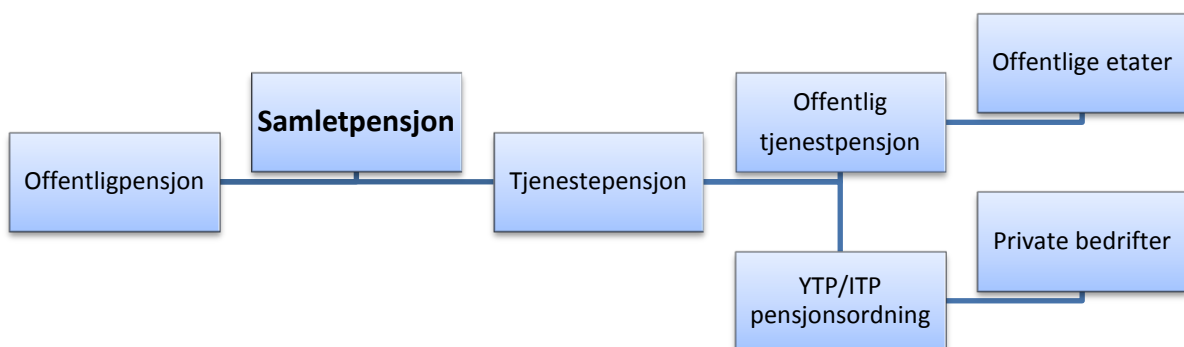 Samletpensjon
Offentligpensjon
Tjenestepensjon
Offentlig
tjenestpensjon
Offentlige etater
YTP/ITP
pensjonsordning
Private bedrifter